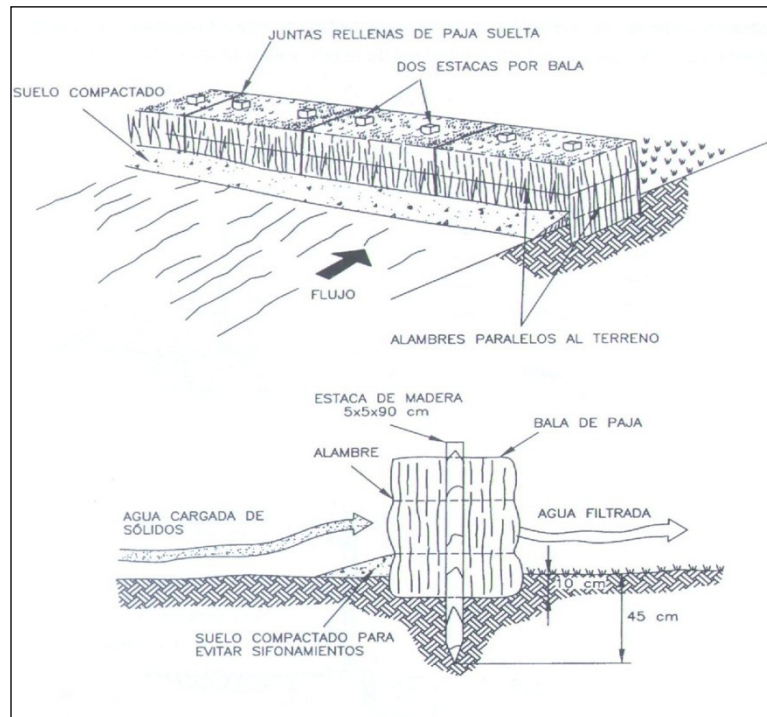 JUNTAS RELLENAS DE PAJA SUELTA
DOS ESTACAS POR BALA
SUELO COMPACTADO
FLUJO
ALAMBRES PARALELOS AL TERRENO
ESTACA DE MADERA
5x5x90 cm
BALA DE PAJA
ALAMBRE
AGUA CARGADA DE
SÓLIDOS
AGUA FILTRADA
10 cm
45 cm
SUELO COMPACTADO PARA
EVITAR SIFONAMIENTOS